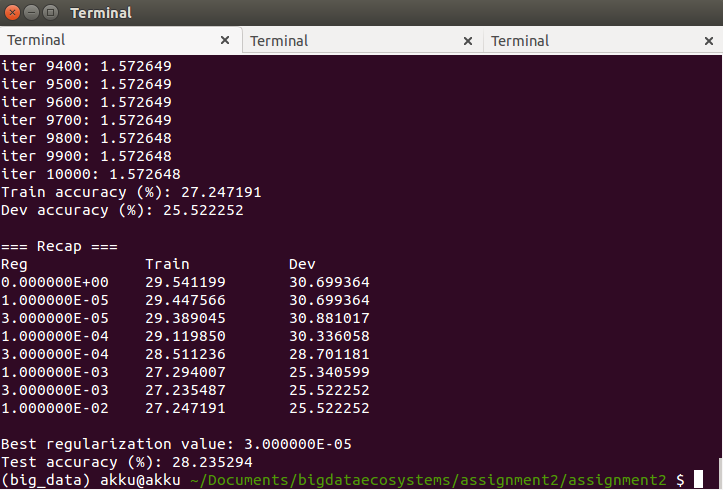 Terminal
Terminal × Terminal × Terminal ×
iter 9400: 1.572649
iter 9500: 1.572649
iter 9600: 1.572649
iter 9700: 1.572649
iter 9800: 1.572648
iter 9900: 1.572648
iter 10000: 1.572648
Train accuracy (%): 27.247191
Dev accuracy (%): 25.522252
=== Recap ===
Reg Train Dev
0.000000E+00 29.541199 30.699364
1.000000E-05 29.447566 30.699364
3.000000E-05 29.389045 30.881017
1.000000E-04 29.119850 30.336058
3.000000E-04 28.511236 28.701181
1.000000E-03 27.294007 25.340599
3.000000E-03 27.235487 25.522252
1.000000E-02 27.247191 25.522252
Best regularization value: 3.000000E-05
Test accuracy (%): 28.235294
(big_data) akku@akku ~/Documents/bigdataecosystems/assignment2/assignment2 $